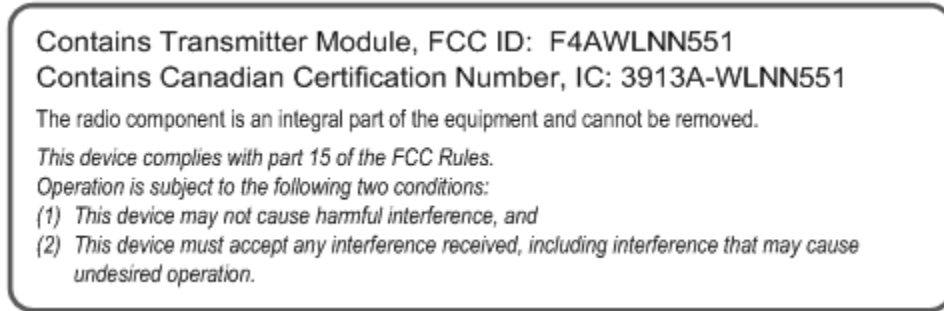 Contains Transmitter Module, FCC ID:  F4AWLNN551
Contains Canadian Certification Number, IC: 3913A-WLNN551
The radio component is an integral part of the equipment and cannot be removed.
This device complies with part 15 of the FCC Rules.
Operation is subject to the following two conditions:
(1)  This device may not cause harmful interference, and
(2)  This device must accept any interference received, including interference that may cause
undesired operation.